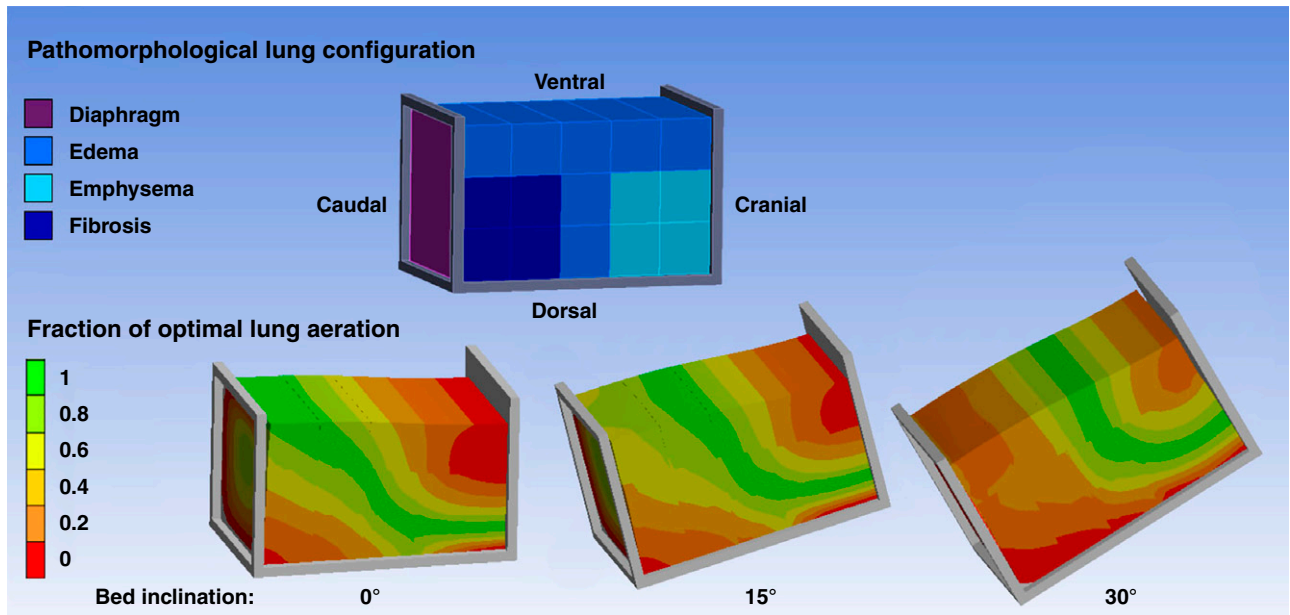 Pathomorphological lung configuration
Ventral
Diaphragm
Edema
Emphysema
Fibrosis
Caudal
Cranial
Dorsal
Fraction of optimal lung aeration
1
0.8
0.6
0.4
0.2
0
Bed inclination: 0° 15° 30°